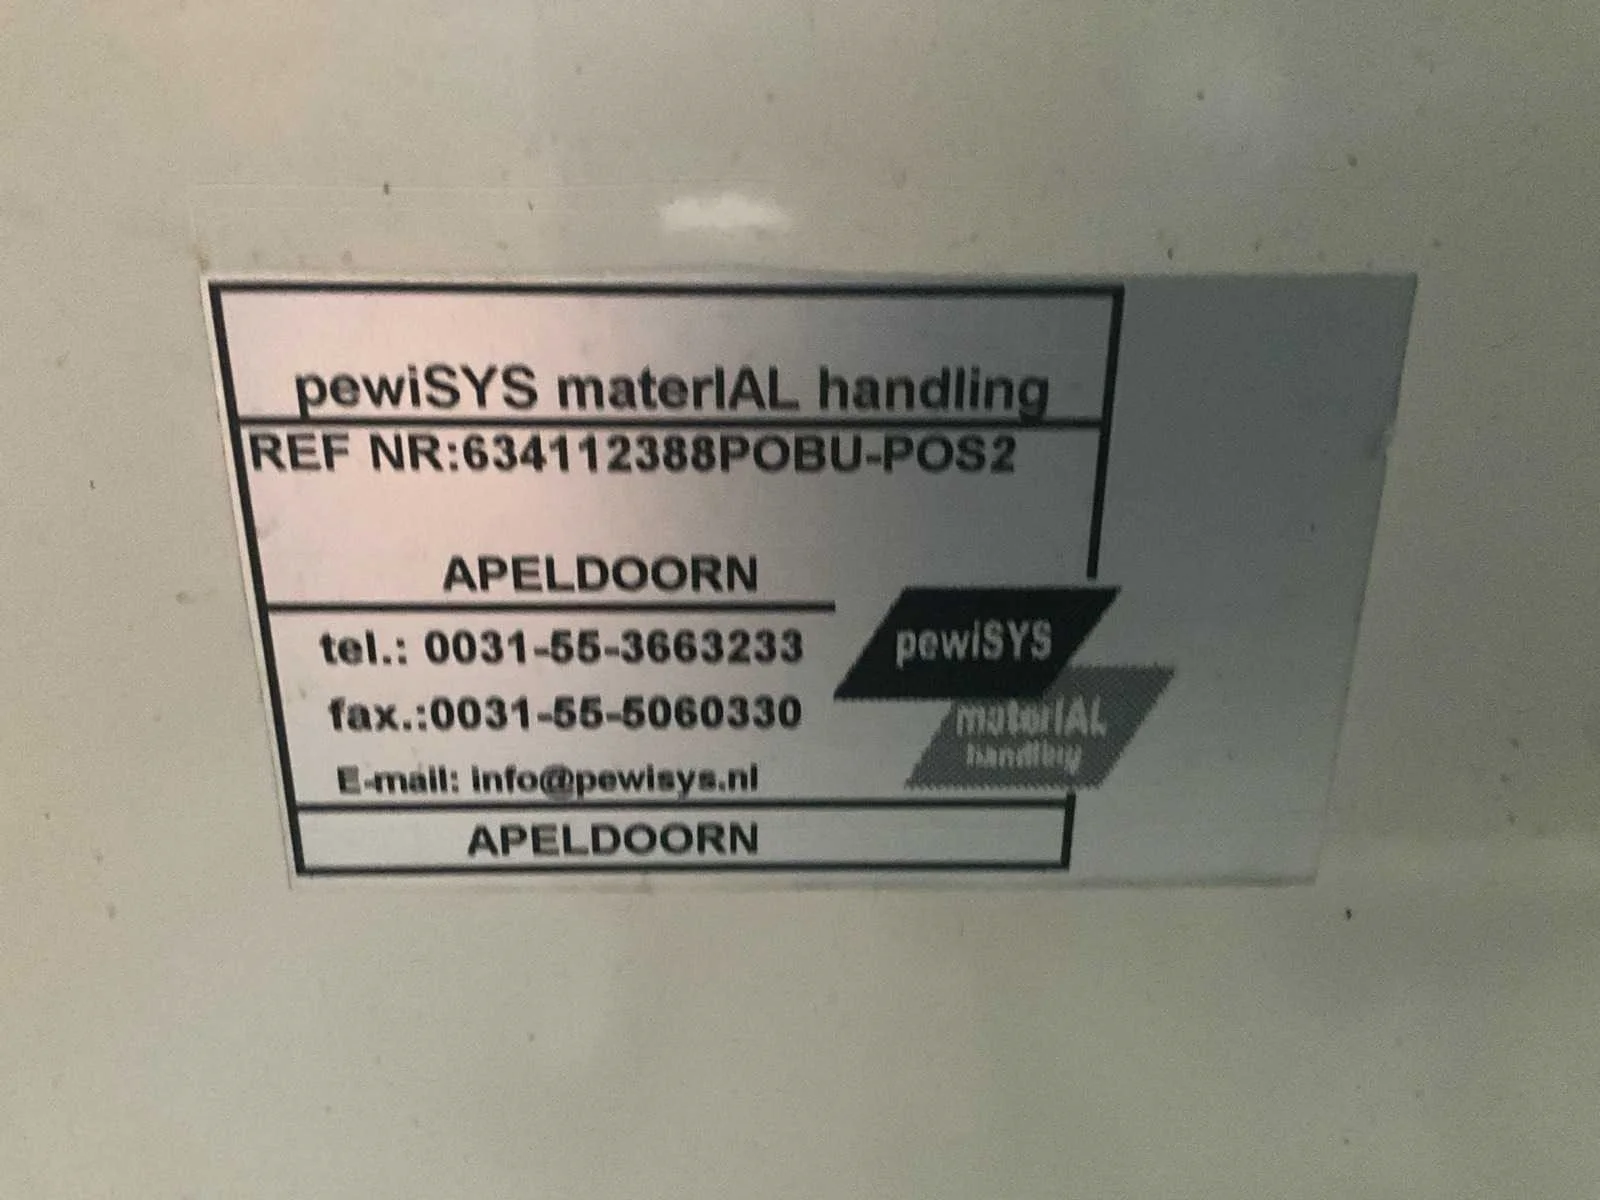 pewiSYS materIAL handling
REF NR:634112388POBU-POS2
APELDOORN
tel.: 0031-55-3663233
fax.:0031-55-5060330
E-mail: info@pewisys.nl
pewiSYS
materIAL
handling
APELDOORN